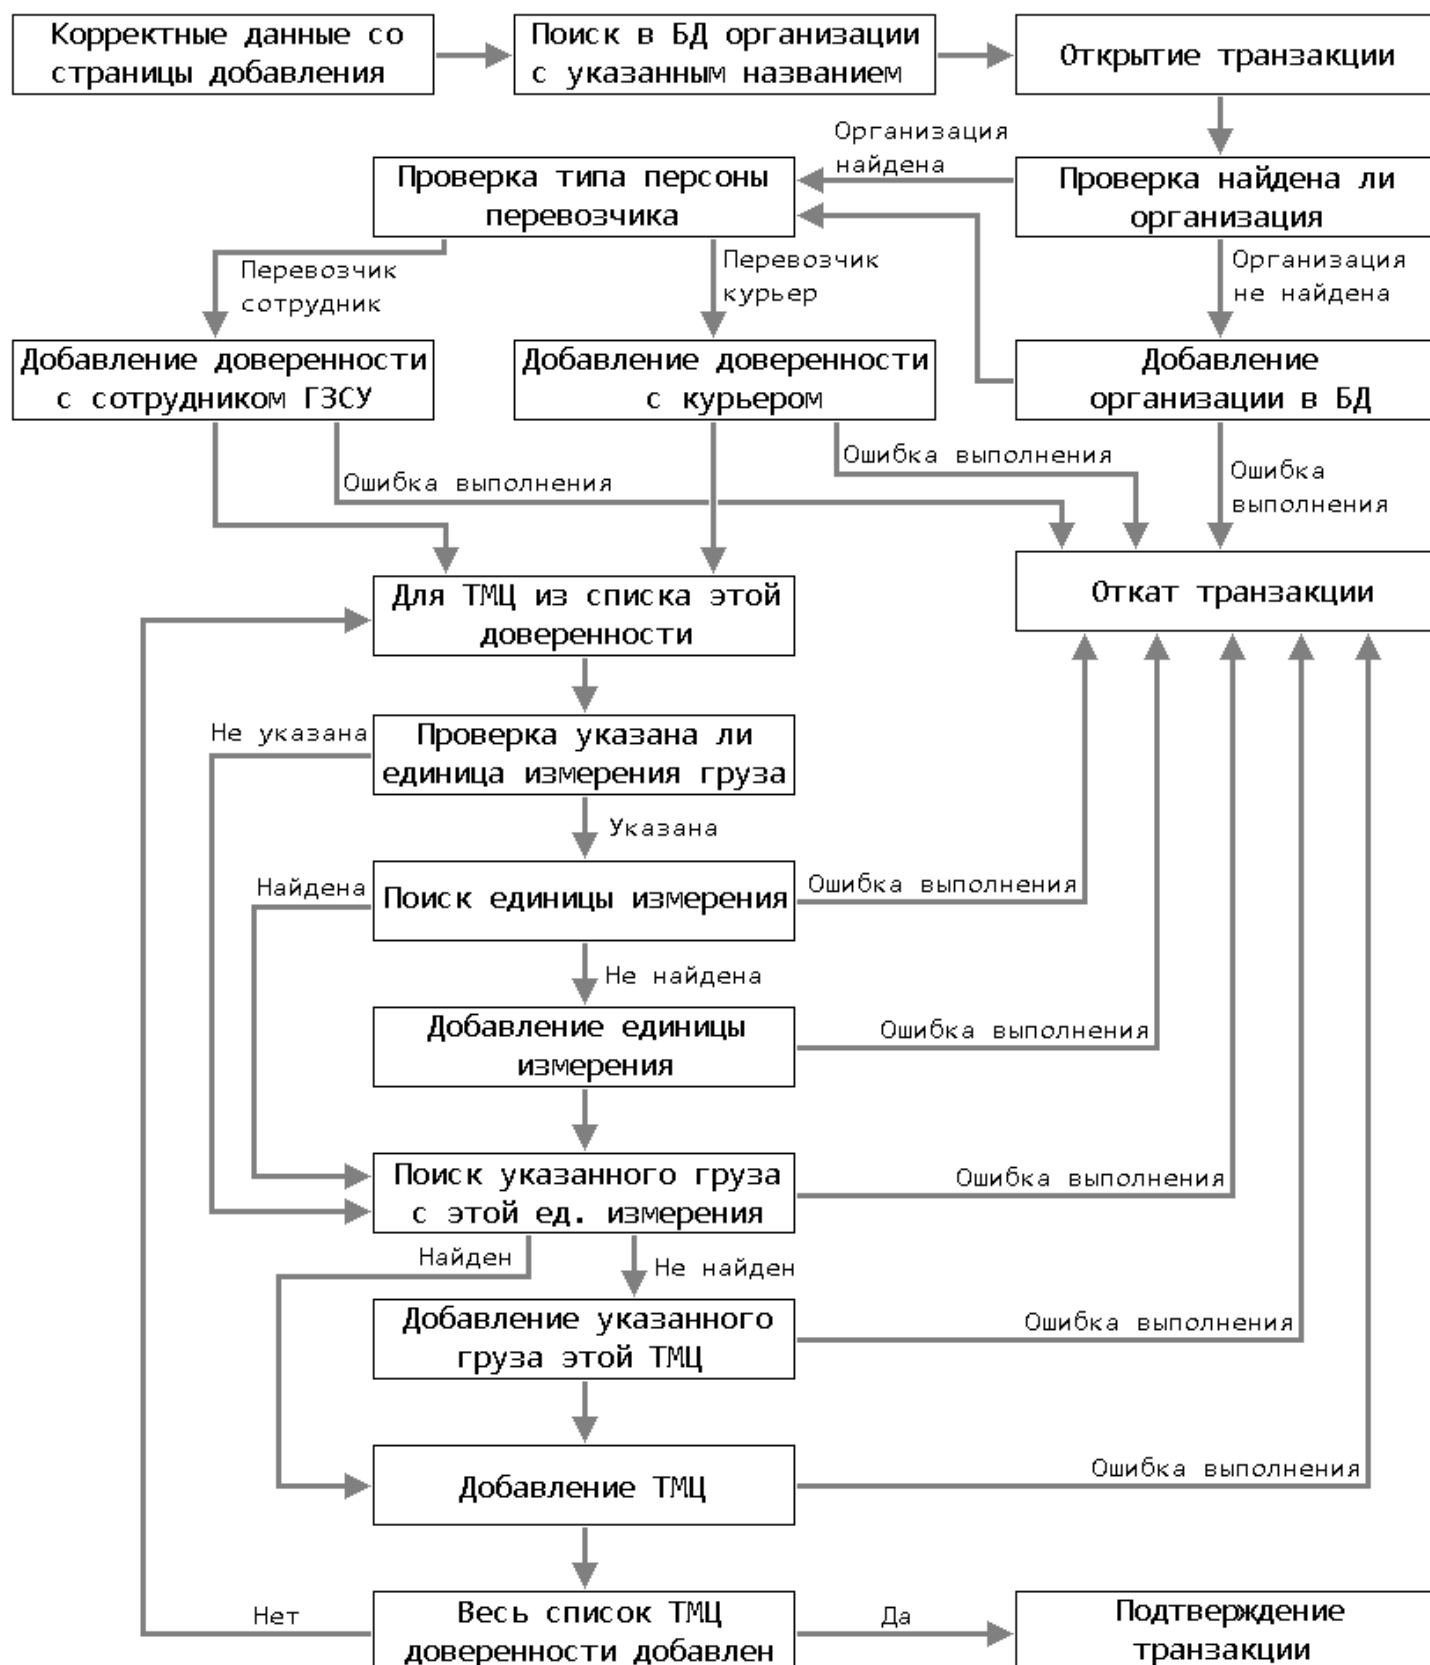 Корректные данные со
страницы добавления
Поиск в БД организации
с указанным названием
Открытие транзакции
Организация
найдена
Проверка типа персоны
перевозчика
Проверка найдена ли
организация
Перевозчик
сотрудник
Перевозчик
курьер
Организация
не найдена
Добавление доверенности
с сотрудником ГЗСУ
Добавление доверенности
с курьером
Добавление
организации в БД
Ошибка выполнения
Ошибка выполнения
Ошибка
выполнения
Для ТМЦ из списка этой
доверенности
Откат транзакции
Не указана
Проверка указана ли
единица измерения груза
Указана
Найдена
Поиск единицы измерения
Ошибка выполнения
Не найдена
Добавление единицы
измерения
Ошибка выполнения
Поиск указанного груза
с этой ед. измерения
Ошибка выполнения
Найден
Не найден
Добавление указанного
груза этой ТМЦ
Ошибка выполнения
Добавление ТМЦ
Ошибка выполнения
Нет
Весь список ТМЦ
доверенности добавлен
Да
Подтверждение
транзакции